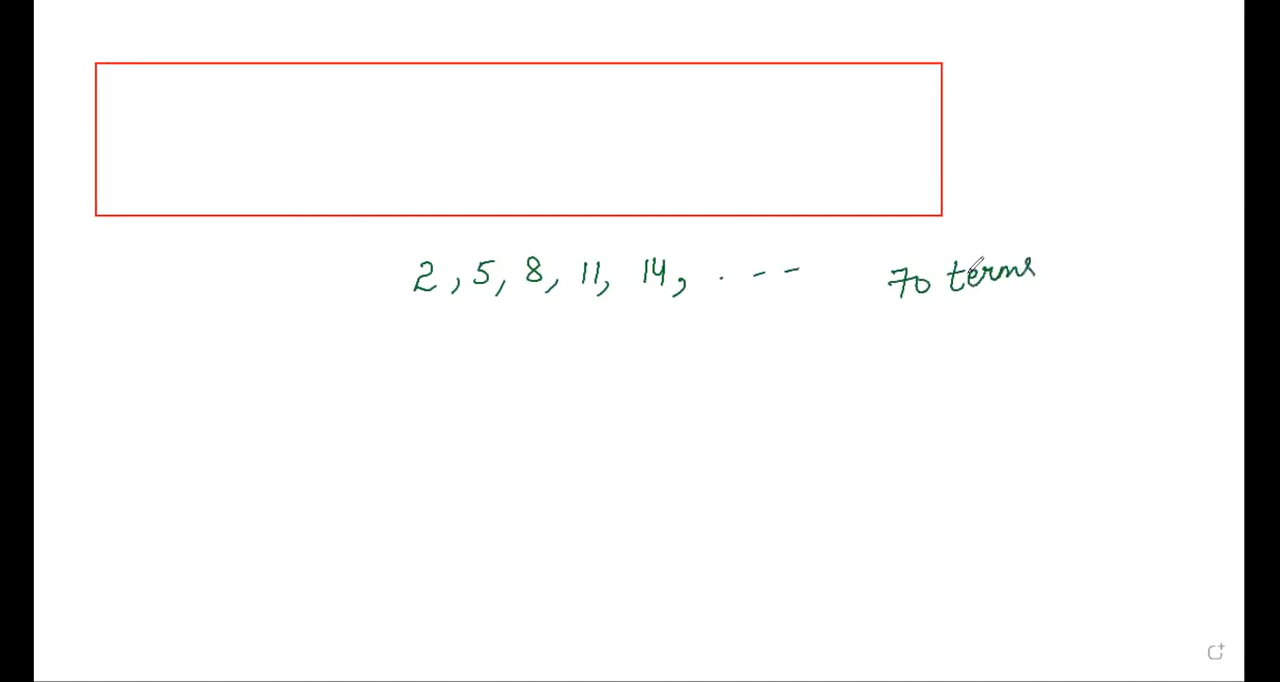 2, 5, 8, 11, 14, . - - 70 terms